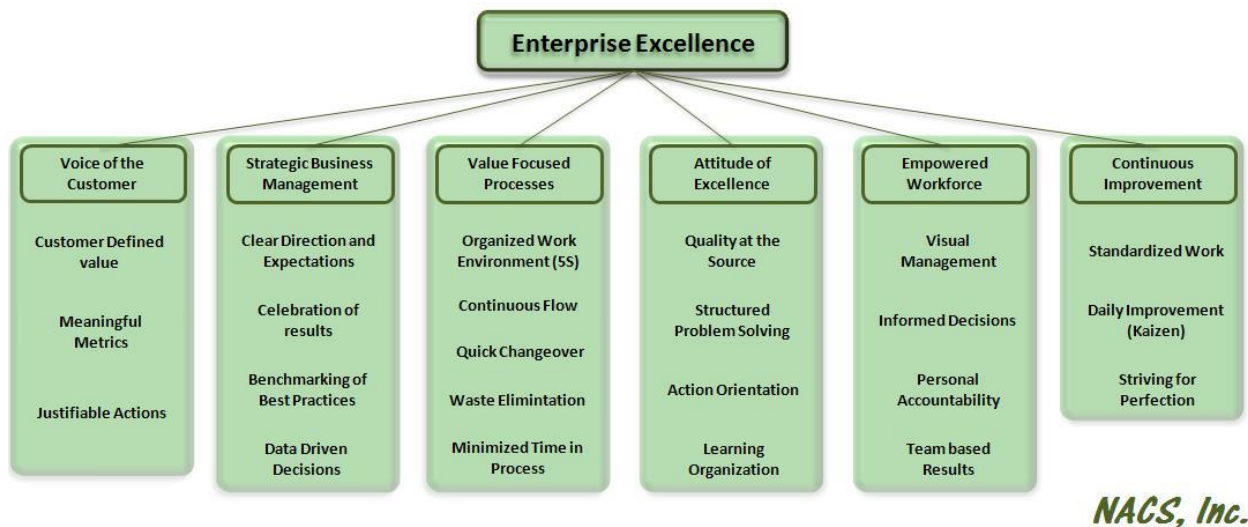 Enterprise Excellence
Voice of the
Customer
Customer Defined
value
Meaningful
Metrics
Justifiable Actions
Strategic Business
Management
Clear Direction and
Expectations
Celebration of
results
Benchmarking of
Best Practices
Data Driven
Decisions
Value Focused
Processes
Organized Work
Environment (5S)
Continuous Flow
Quick Changeover
Waste Elimintation
Minimized Time in
Process
Attitude of
Excellence
Quality at the
Source
Structured
Problem Solving
Action Orientation
Learning
Organization
Empowered
Workforce
Visual
Management
Informed Decisions
Personal
Accountability
Team based
Results
Continuous
Improvement
Standardized Work
Daily Improvement
(Kaizen)
Striving for
Perfection
NACS, Inc.